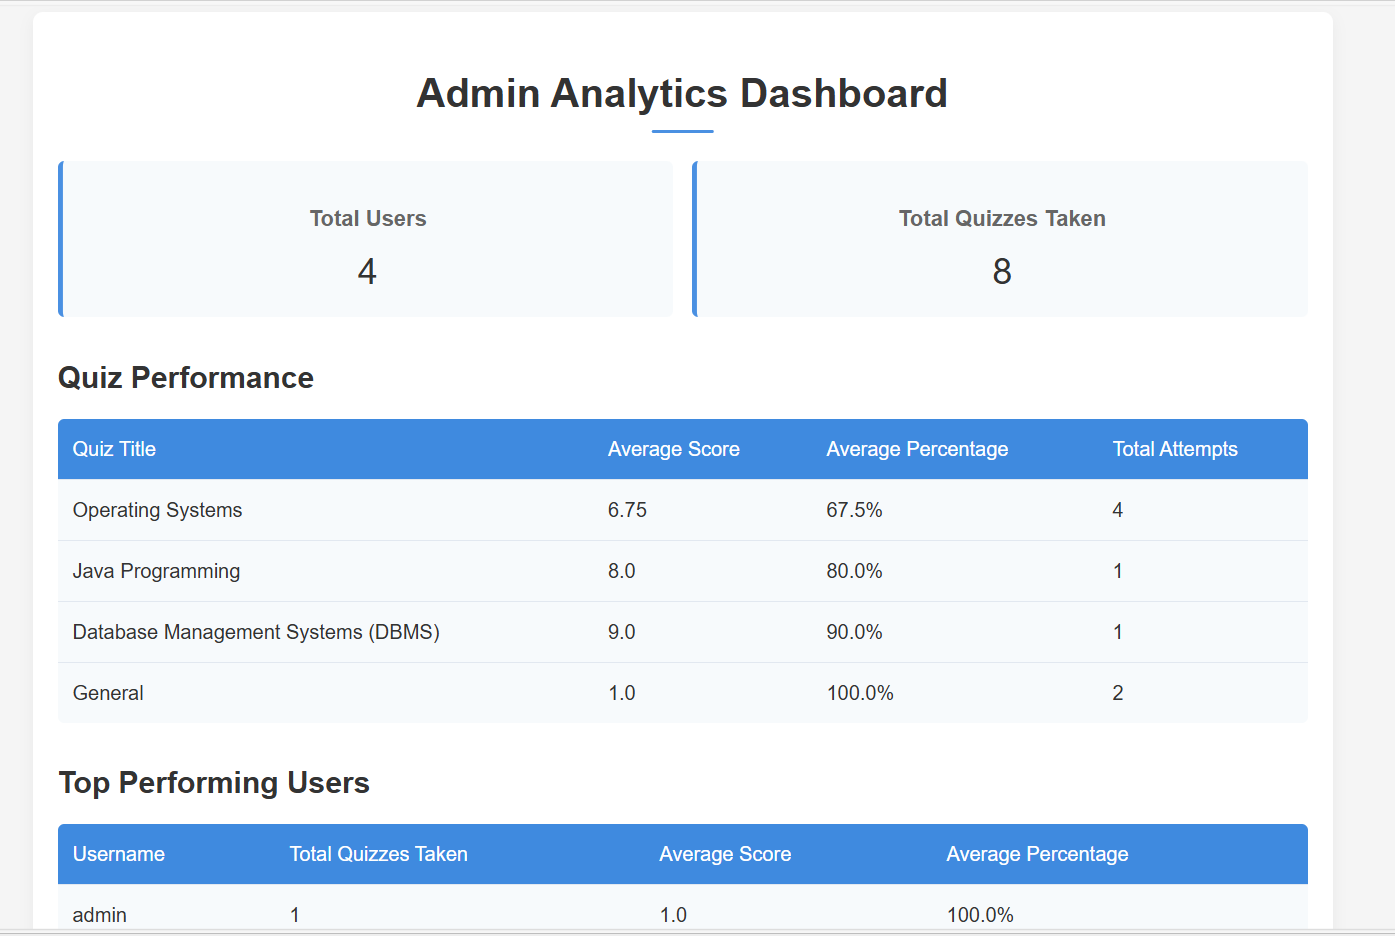 Admin Analytics Dashboard
Total Users
4
Total Quizzes Taken
8
Quiz Performance
Quiz Title Average Score Average Percentage Total Attempts
Operating Systems 6.75 67.5% 4
Java Programming 8.0 80.0% 1
Database Management Systems (DBMS) 9.0 90.0% 1
General 1.0 100.0% 2
Top Performing Users
Username Total Quizzes Taken Average Score Average Percentage
admin 1 1.0 100.0%